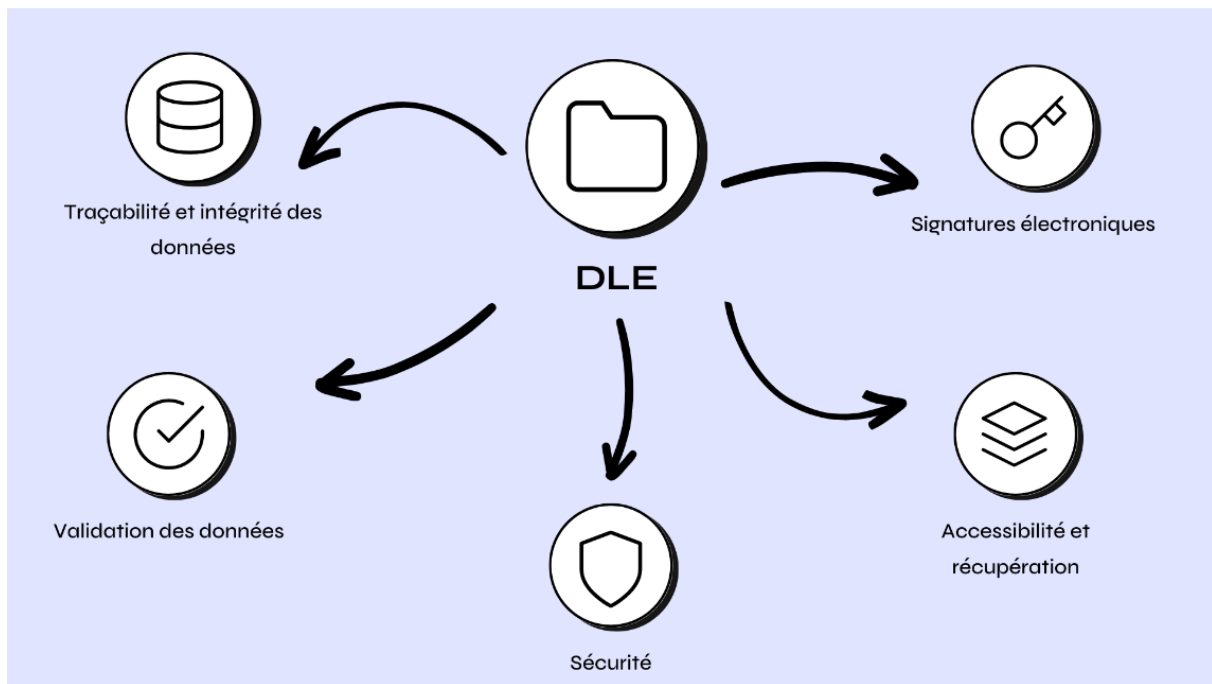 Traçabilité et intégrité des
données
DLE
Signatures électroniques
Validation des données
Sécurité
Accessibilité et
récupération